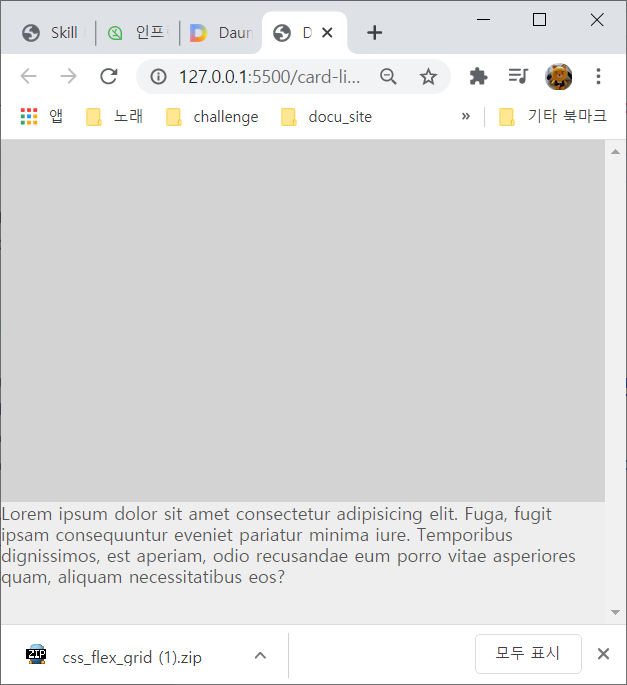 Skill
인프
Daun
D
127.0.0.1:5500/card-li...
앱
노래
challenge
docu_site
»
기타 북마크
Lorem ipsum dolor sit amet consectetur adipisicing elit. Fuga, fugit
ipsam consequuntur eveniet pariatur minima iure. Temporibus
dignissimos, est aperiam, odio recusandae eum porro vitae asperiores
quam, aliquam necessitatibus eos?
ZIP
css_flex_grid (1).zip
모두 표시